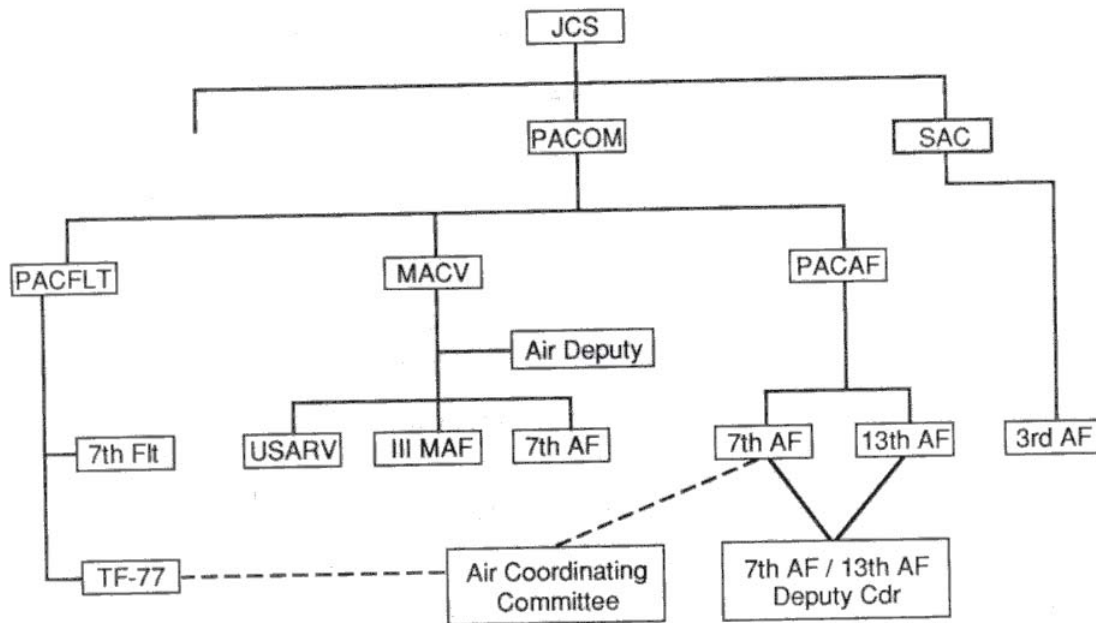 JCS
PACOM
SAC
PACFLT
MACV
PACAF
Air Deputy
7th Flt
USARV
III MAF
7th AF
7th AF
13th AF
3rd AF
TF-77
Air Coordinating
Committee
7th AF / 13th AF
Deputy Cdr